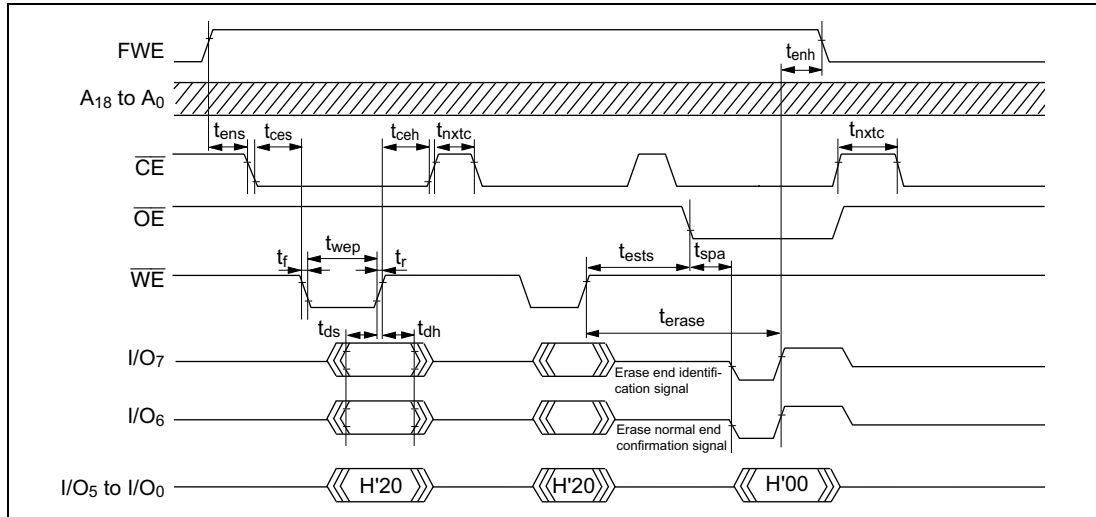 FWE
tenh
A18 to A0
tens tces tceh tnxtc tnxtc
CE
OE
tf twep tr tests tspa
WE
tds tdh terase
I/O7
Erase end identifi-
cation signal
I/O6
Erase normal end
confirmation signal
I/O5 to I/O0 H'20 H'20 H'00